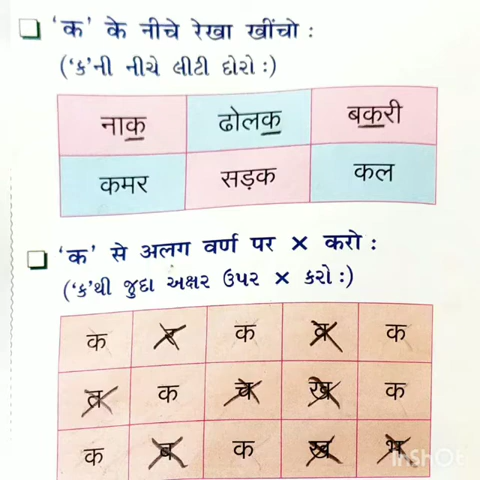 'क' के नीचे रेखा खींचो :
('ક'ની નીચે લીટી દોરો :)
नाक ढोलक बकरी
कमर सड़क कल
'क' से अलग वर्ण पर × करो :
('ક'થી જુદા અક્ષર ઉપર × કરો :)
क क क
त क क
क ब क ख भ
InSHOT